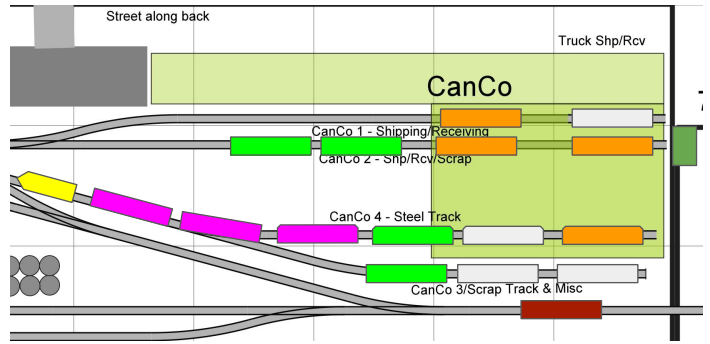 Street along back
Truck Shp/Rcv
CanCo
7
CanCo 1 - Shipping/Receiving
CanCo 2 - Shp/Rcv/Scrap
CanCo 4 - Steel Track
CanCo 3/Scrap Track & Misc